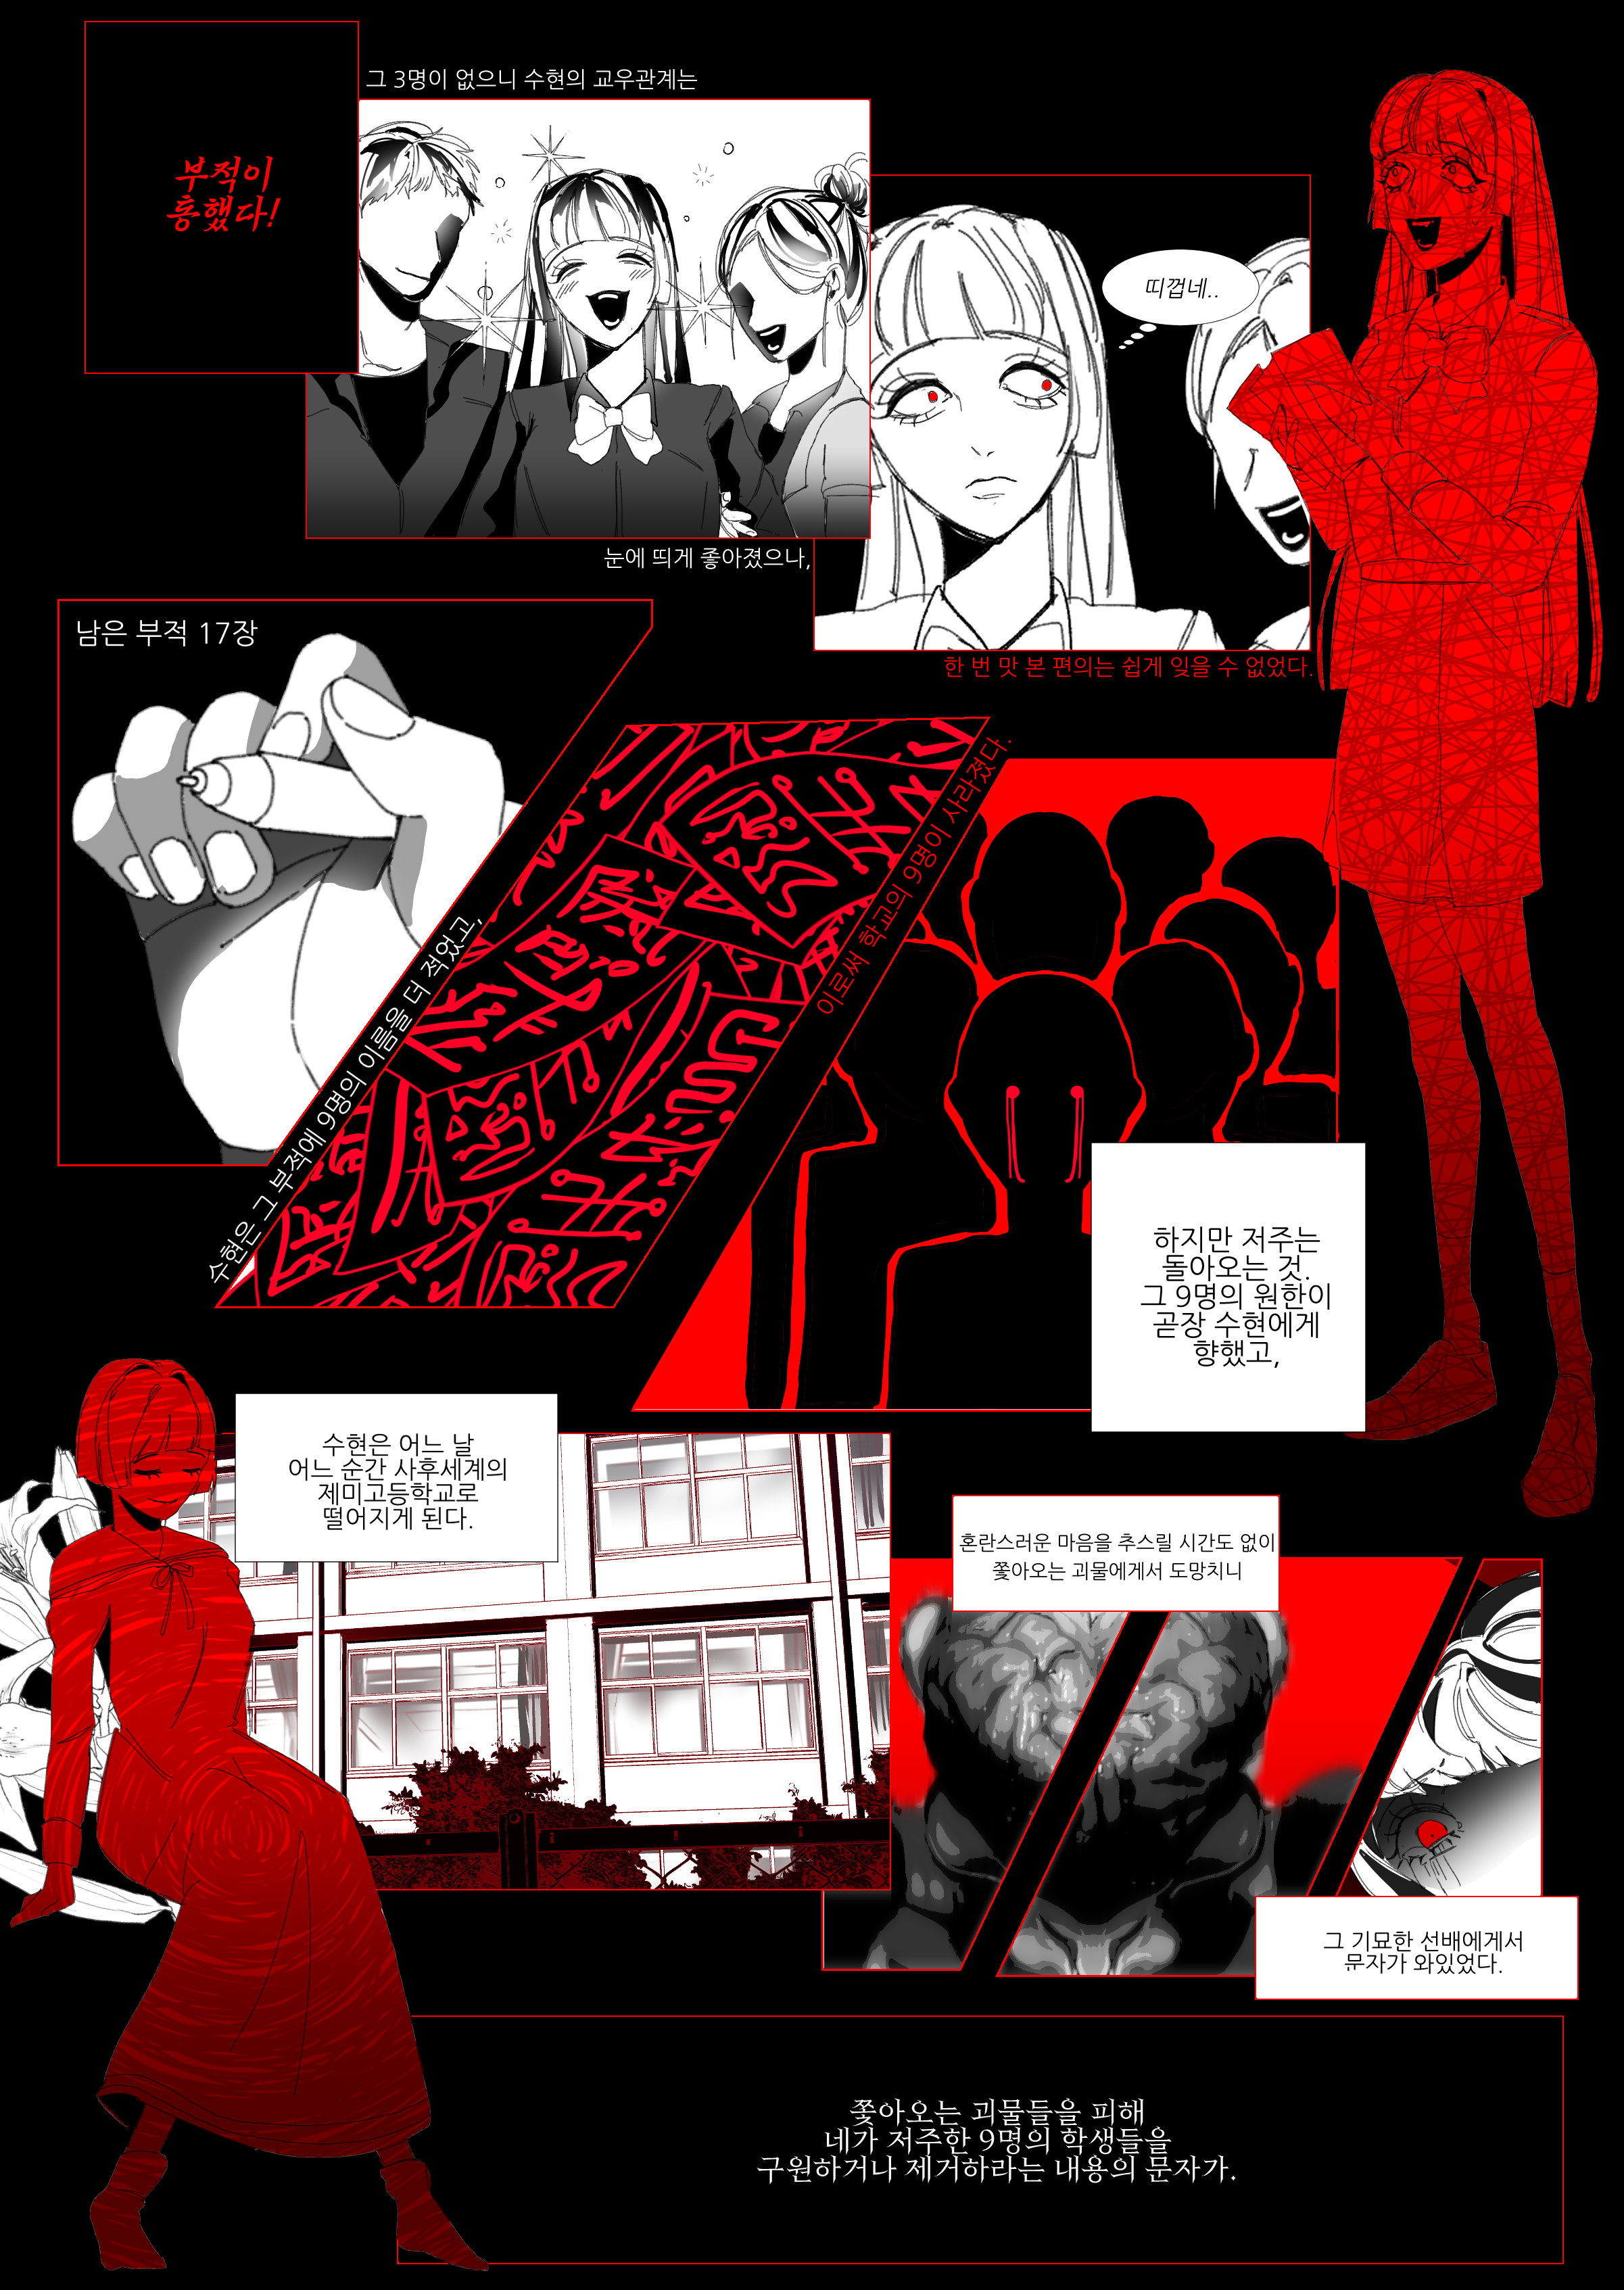 그 3명이 없으니 수현의 교우관계는
부적이
통했다!
띠껍네..
눈에 띄게 좋아졌으나,
한 번 맛 본 편의는 쉽게 잊을 수 없었다.
남은 부적 17장
수현은 그 부적에 9명의 이름을 더 적었고,
이로써 학교의 9명이 사라졌다.
하지만 저주는
돌아오는 것.
그 9명의 원한이
곧장 수현에게
향했고,
수현은 어느 날
어느 순간 사후세계의
제미고등학교로
떨어지게 된다.
혼란스러운 마음을 추스릴 시간도 없이
쫓아오는 괴물에게서 도망치니
그 기묘한 선배에게서
문자가 와있었다.
쫓아오는 괴물들을 피해
네가 저주한 9명의 학생들을
구원하거나 제거하라는 내용의 문자가.